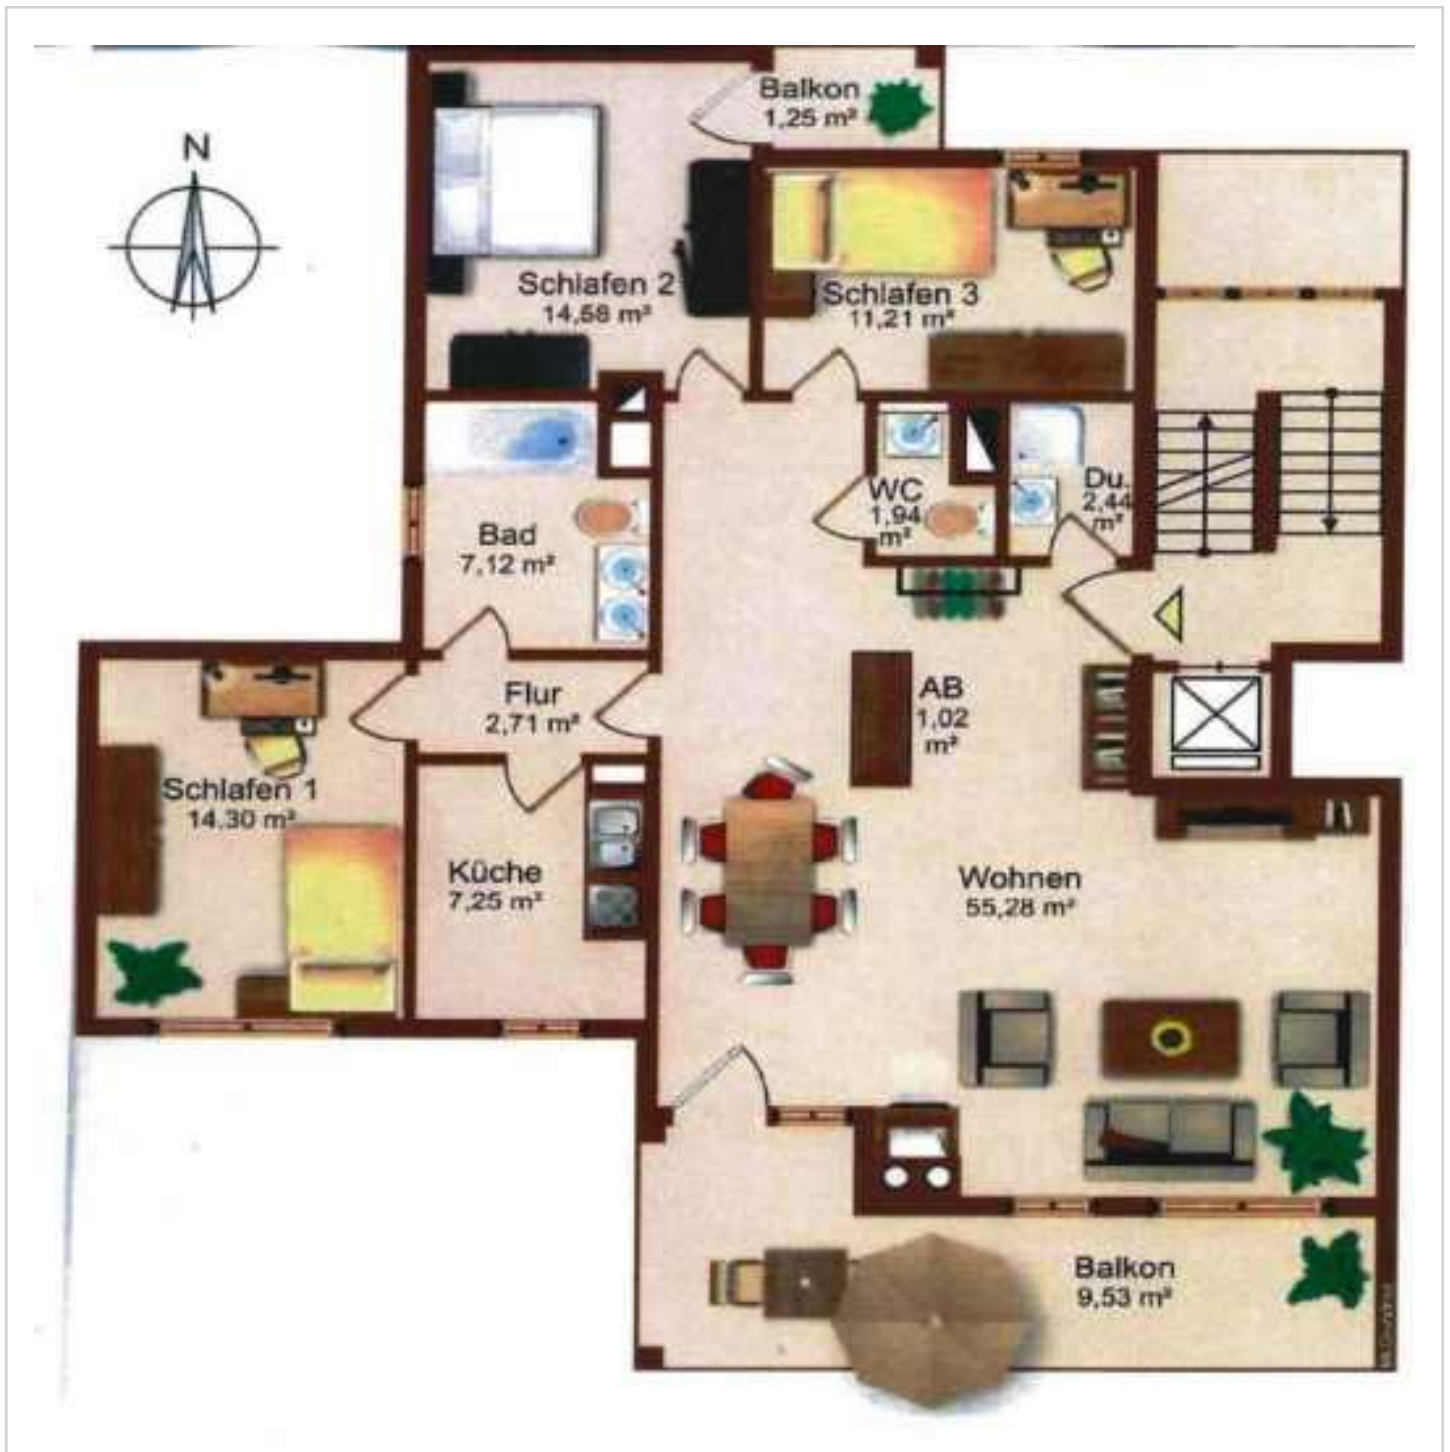 N
Balkon
1,25 m²
Schlafen 2
14,58 m²
Schlafen 3
11,21 m²
WC
1,94
m²
Du.
2,44
m²
Bad
7,12 m²
Flur
2,71 m²
AB
1,02
m²
Schlafen 1
14,30 m²
Küche
7,25 m²
Wohnen
55,28 m²
Balkon
9,53 m²